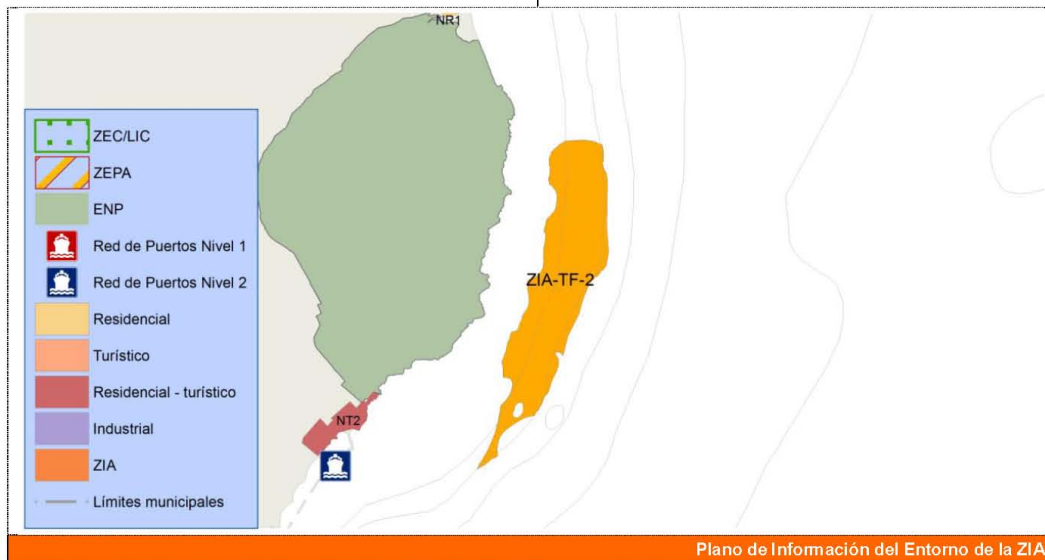 NR1
ZEC/LIC
ZEPA
ENP
Red de Puertos Nivel 1
Red de Puertos Nivel 2
Residencial
Turístico
Residencial - turístico
Industrial
ZIA
Límites municipales
ZIA-TF-2
NT2
Plano de Información del Entorno de la ZIA